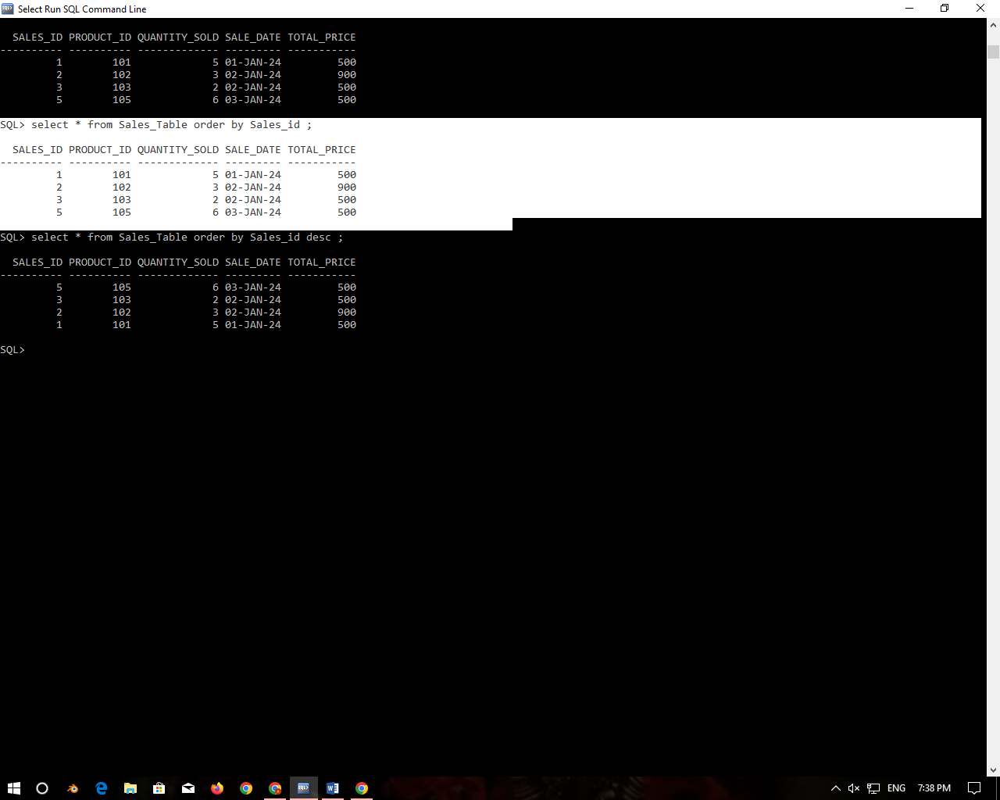 Select Run SQL Command Line
  SALES_ID PRODUCT_ID QUANTITY_SOLD SALE_DATE TOTAL_PRICE
---------- ---------- ------------- --------- -----------
         1        101             5 01-JAN-24         500
         2        102             3 02-JAN-24         900
         3        103             2 02-JAN-24         500
         5        105             6 03-JAN-24         500
SQL> select * from Sales_Table order by Sales_id ;
  SALES_ID PRODUCT_ID QUANTITY_SOLD SALE_DATE TOTAL_PRICE
---------- ---------- ------------- --------- -----------
         1        101             5 01-JAN-24         500
         2        102             3 02-JAN-24         900
         3        103             2 02-JAN-24         500
         5        105             6 03-JAN-24         500
SQL> select * from Sales_Table order by Sales_id desc ;
  SALES_ID PRODUCT_ID QUANTITY_SOLD SALE_DATE TOTAL_PRICE
---------- ---------- ------------- --------- -----------
         5        105             6 03-JAN-24         500
         3        103             2 02-JAN-24         500
         2        102             3 02-JAN-24         900
         1        101             5 01-JAN-24         500
SQL>
ENG 7:38 PM